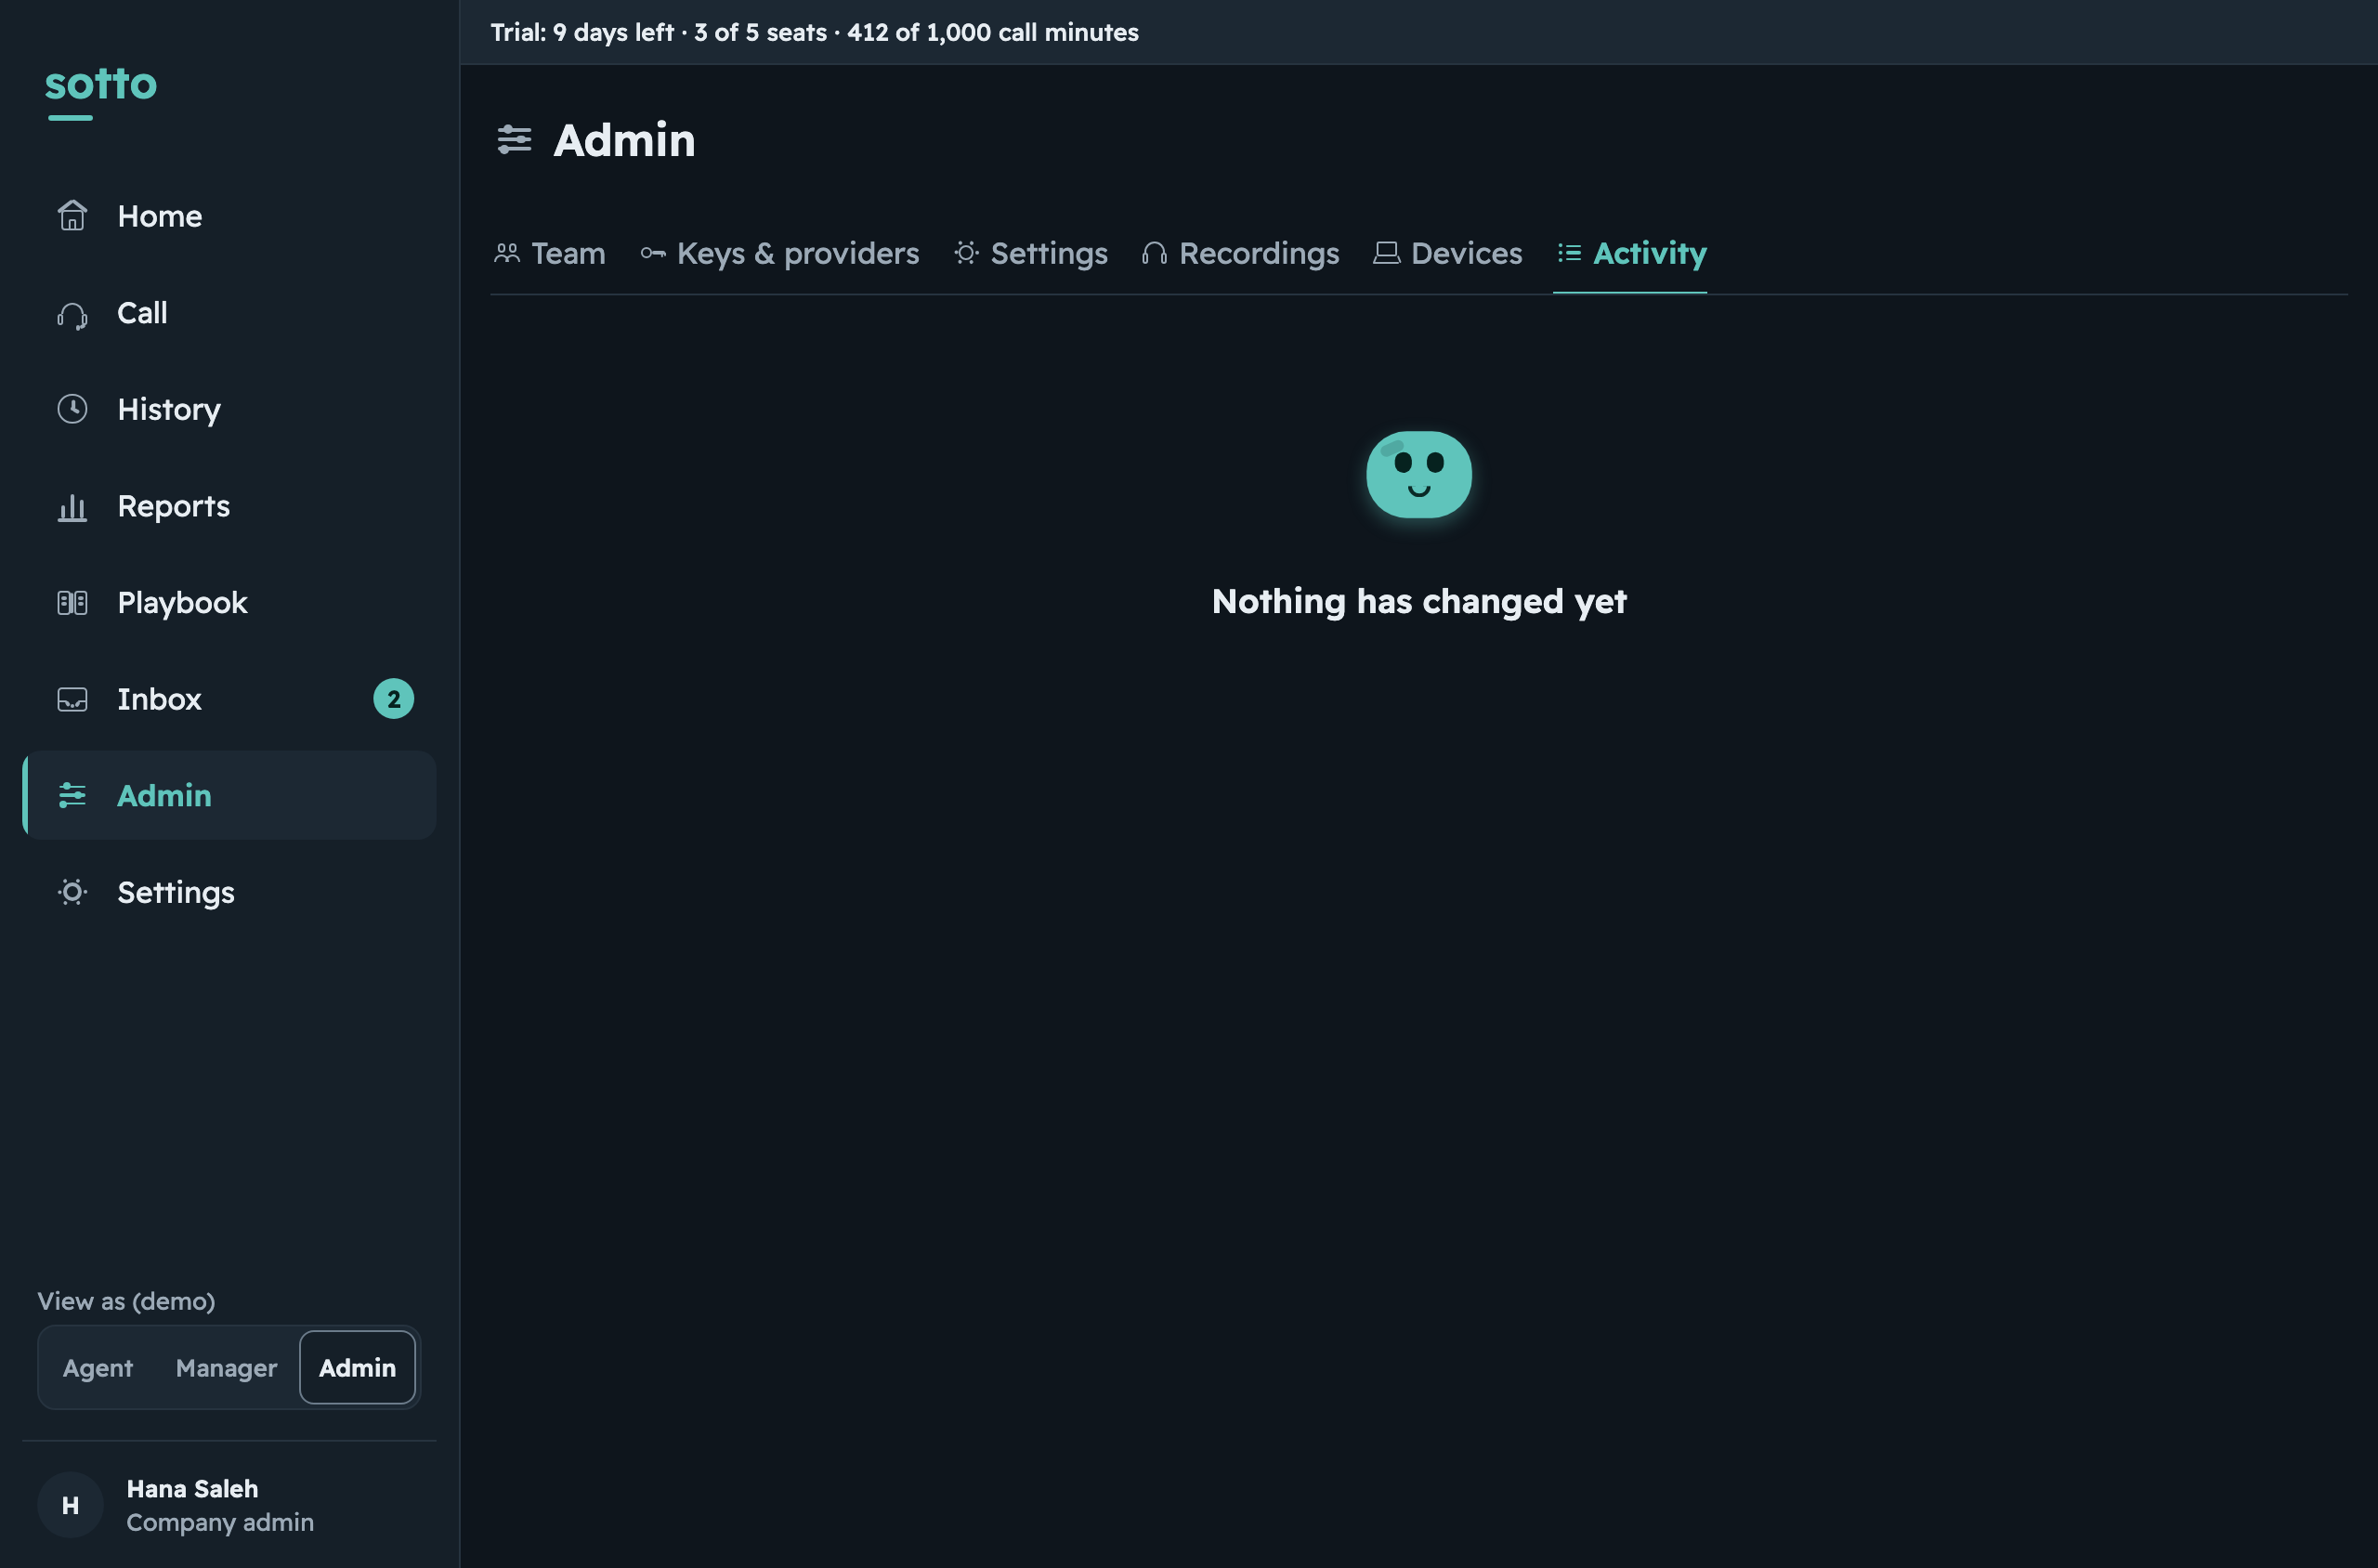 sotto
Home
Call
History
Reports
Playbook
Inbox 2
Admin
Settings
View as (demo)
Agent Manager Admin
H
Hana Saleh
Company admin
Trial: 9 days left · 3 of 5 seats · 412 of 1,000 call minutes
Admin
Team Keys & providers Settings Recordings Devices Activity
Nothing has changed yet